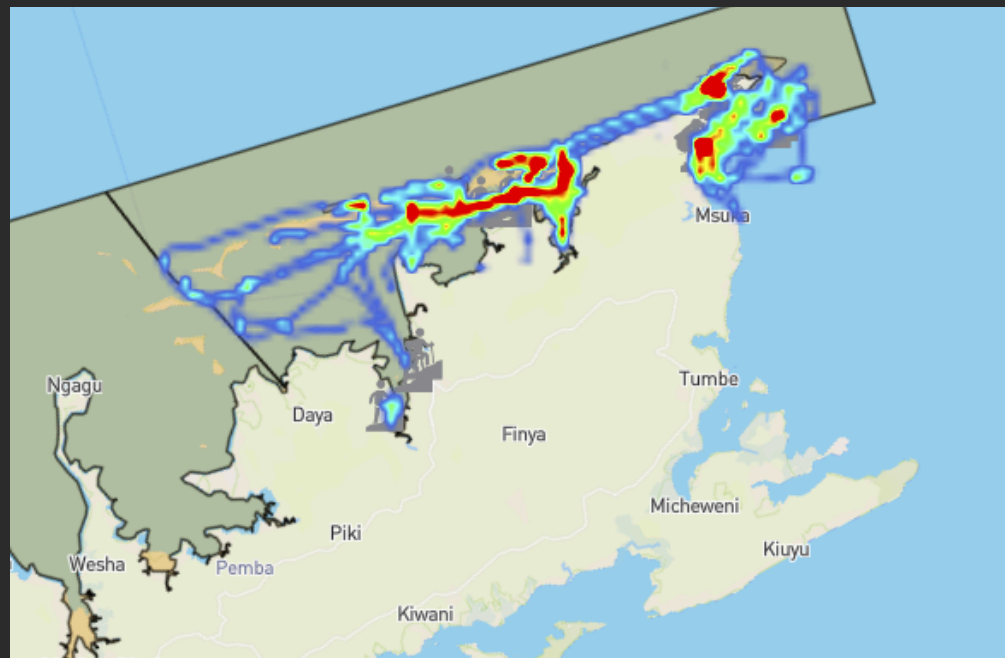 Msuka
Tumbe
Ngagu
Daya
Finya
Micheweni
Piki
Kiuyu
Wesha
Pemba
Kiwani